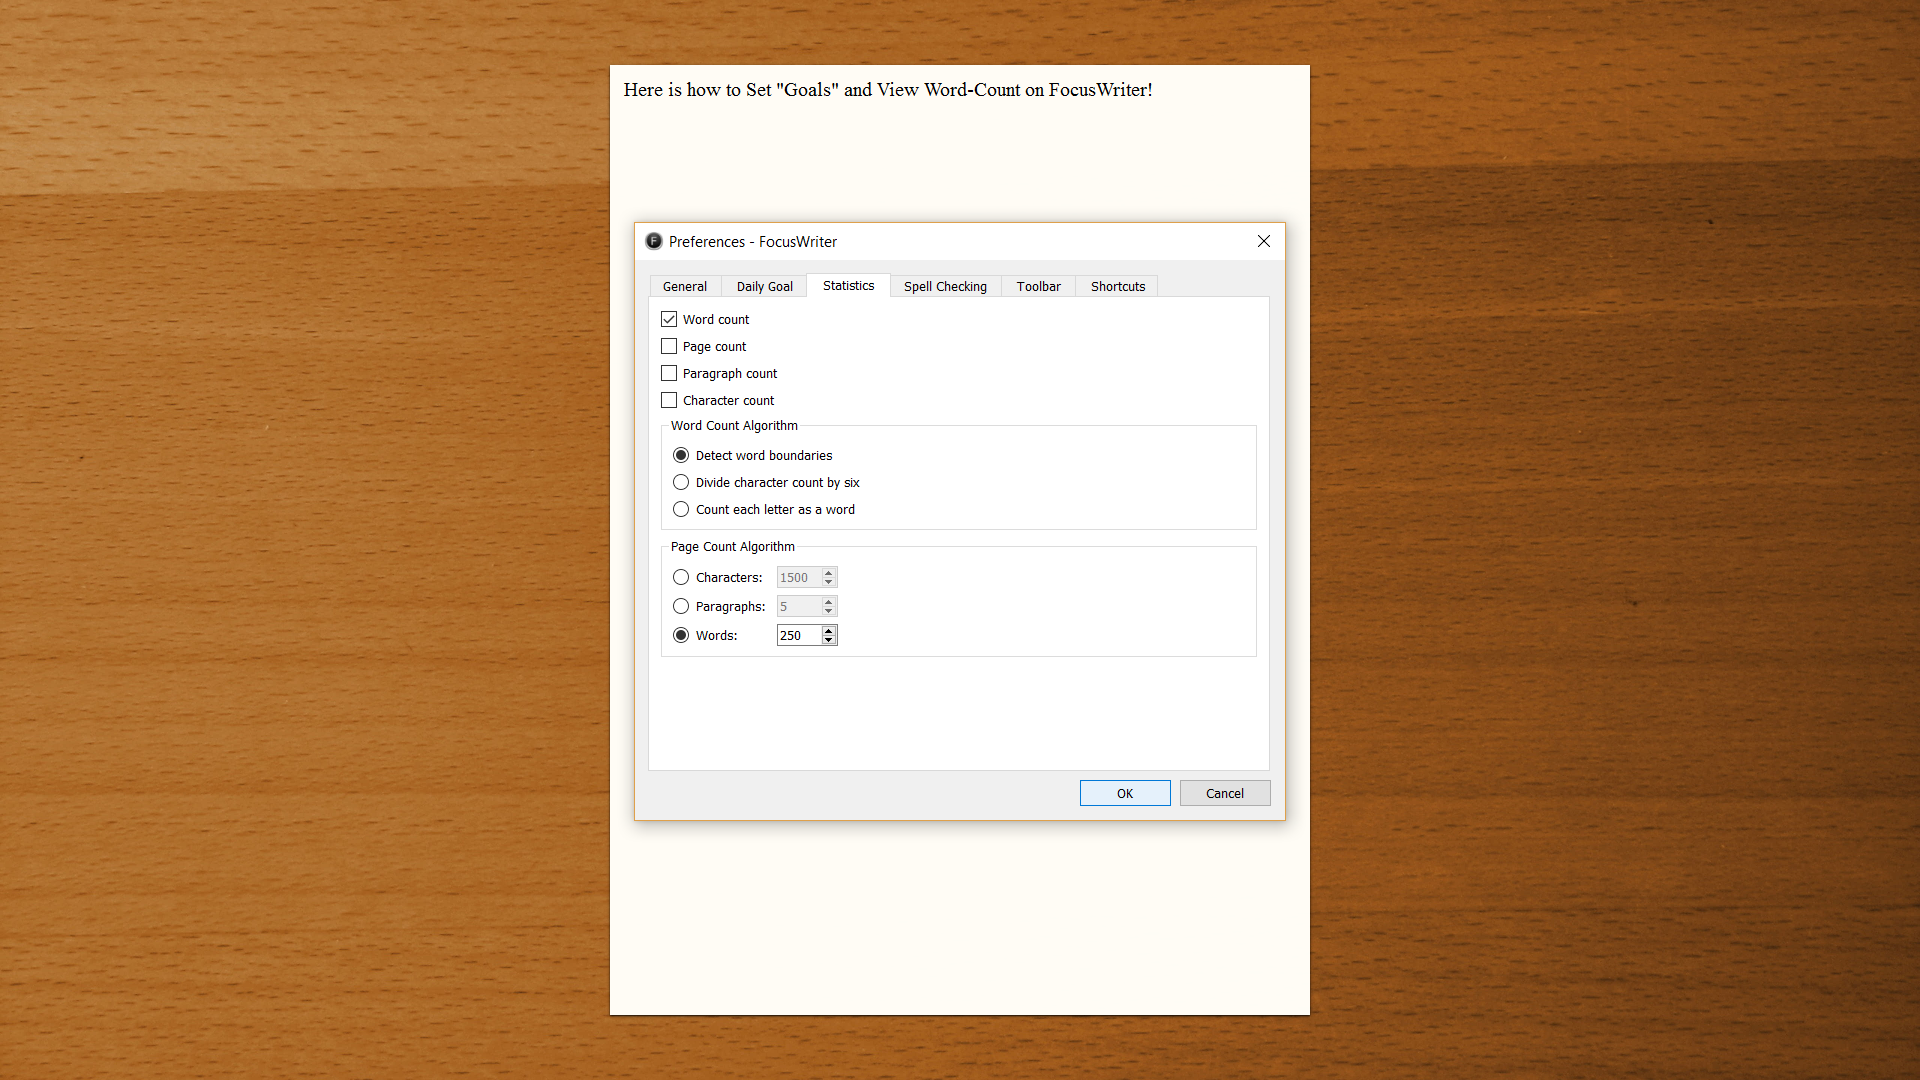 Here is how to Set "Goals" and View Word-Count on FocusWriter!
F Preferences - FocusWriter
General Daily Goal Statistics Spell Checking Toolbar Shortcuts
Word count
Page count
Paragraph count
Character count
Word Count Algorithm
Detect word boundaries
Divide character count by six
Count each letter as a word
Page Count Algorithm
Characters: 1500
Paragraphs: 5
Words: 250
OK Cancel